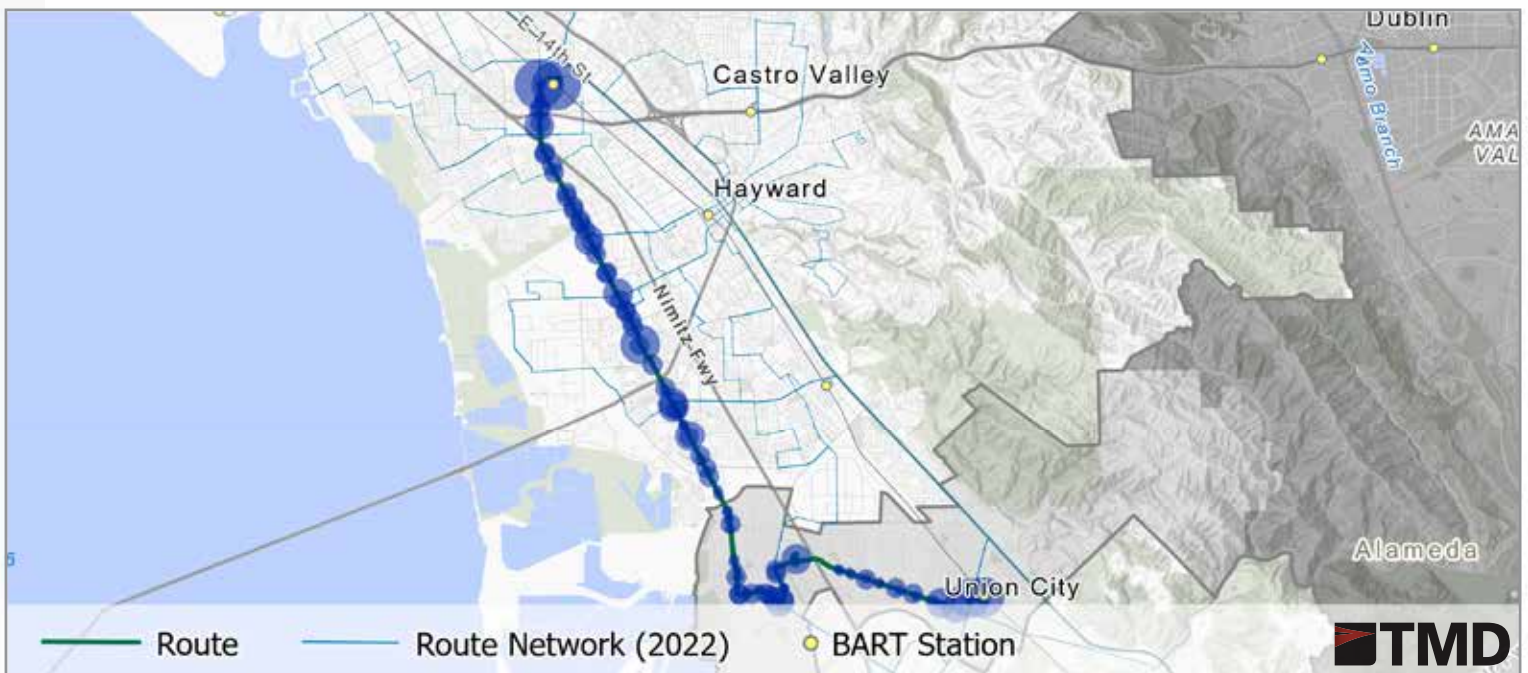 Dublin
E 14th St
Castro Valley
Alamo Branch
AMA
VAL
Hayward
Nimitz Fwy
5
Alameda
Union City
Route
Route Network (2022)
BART Station
TMD